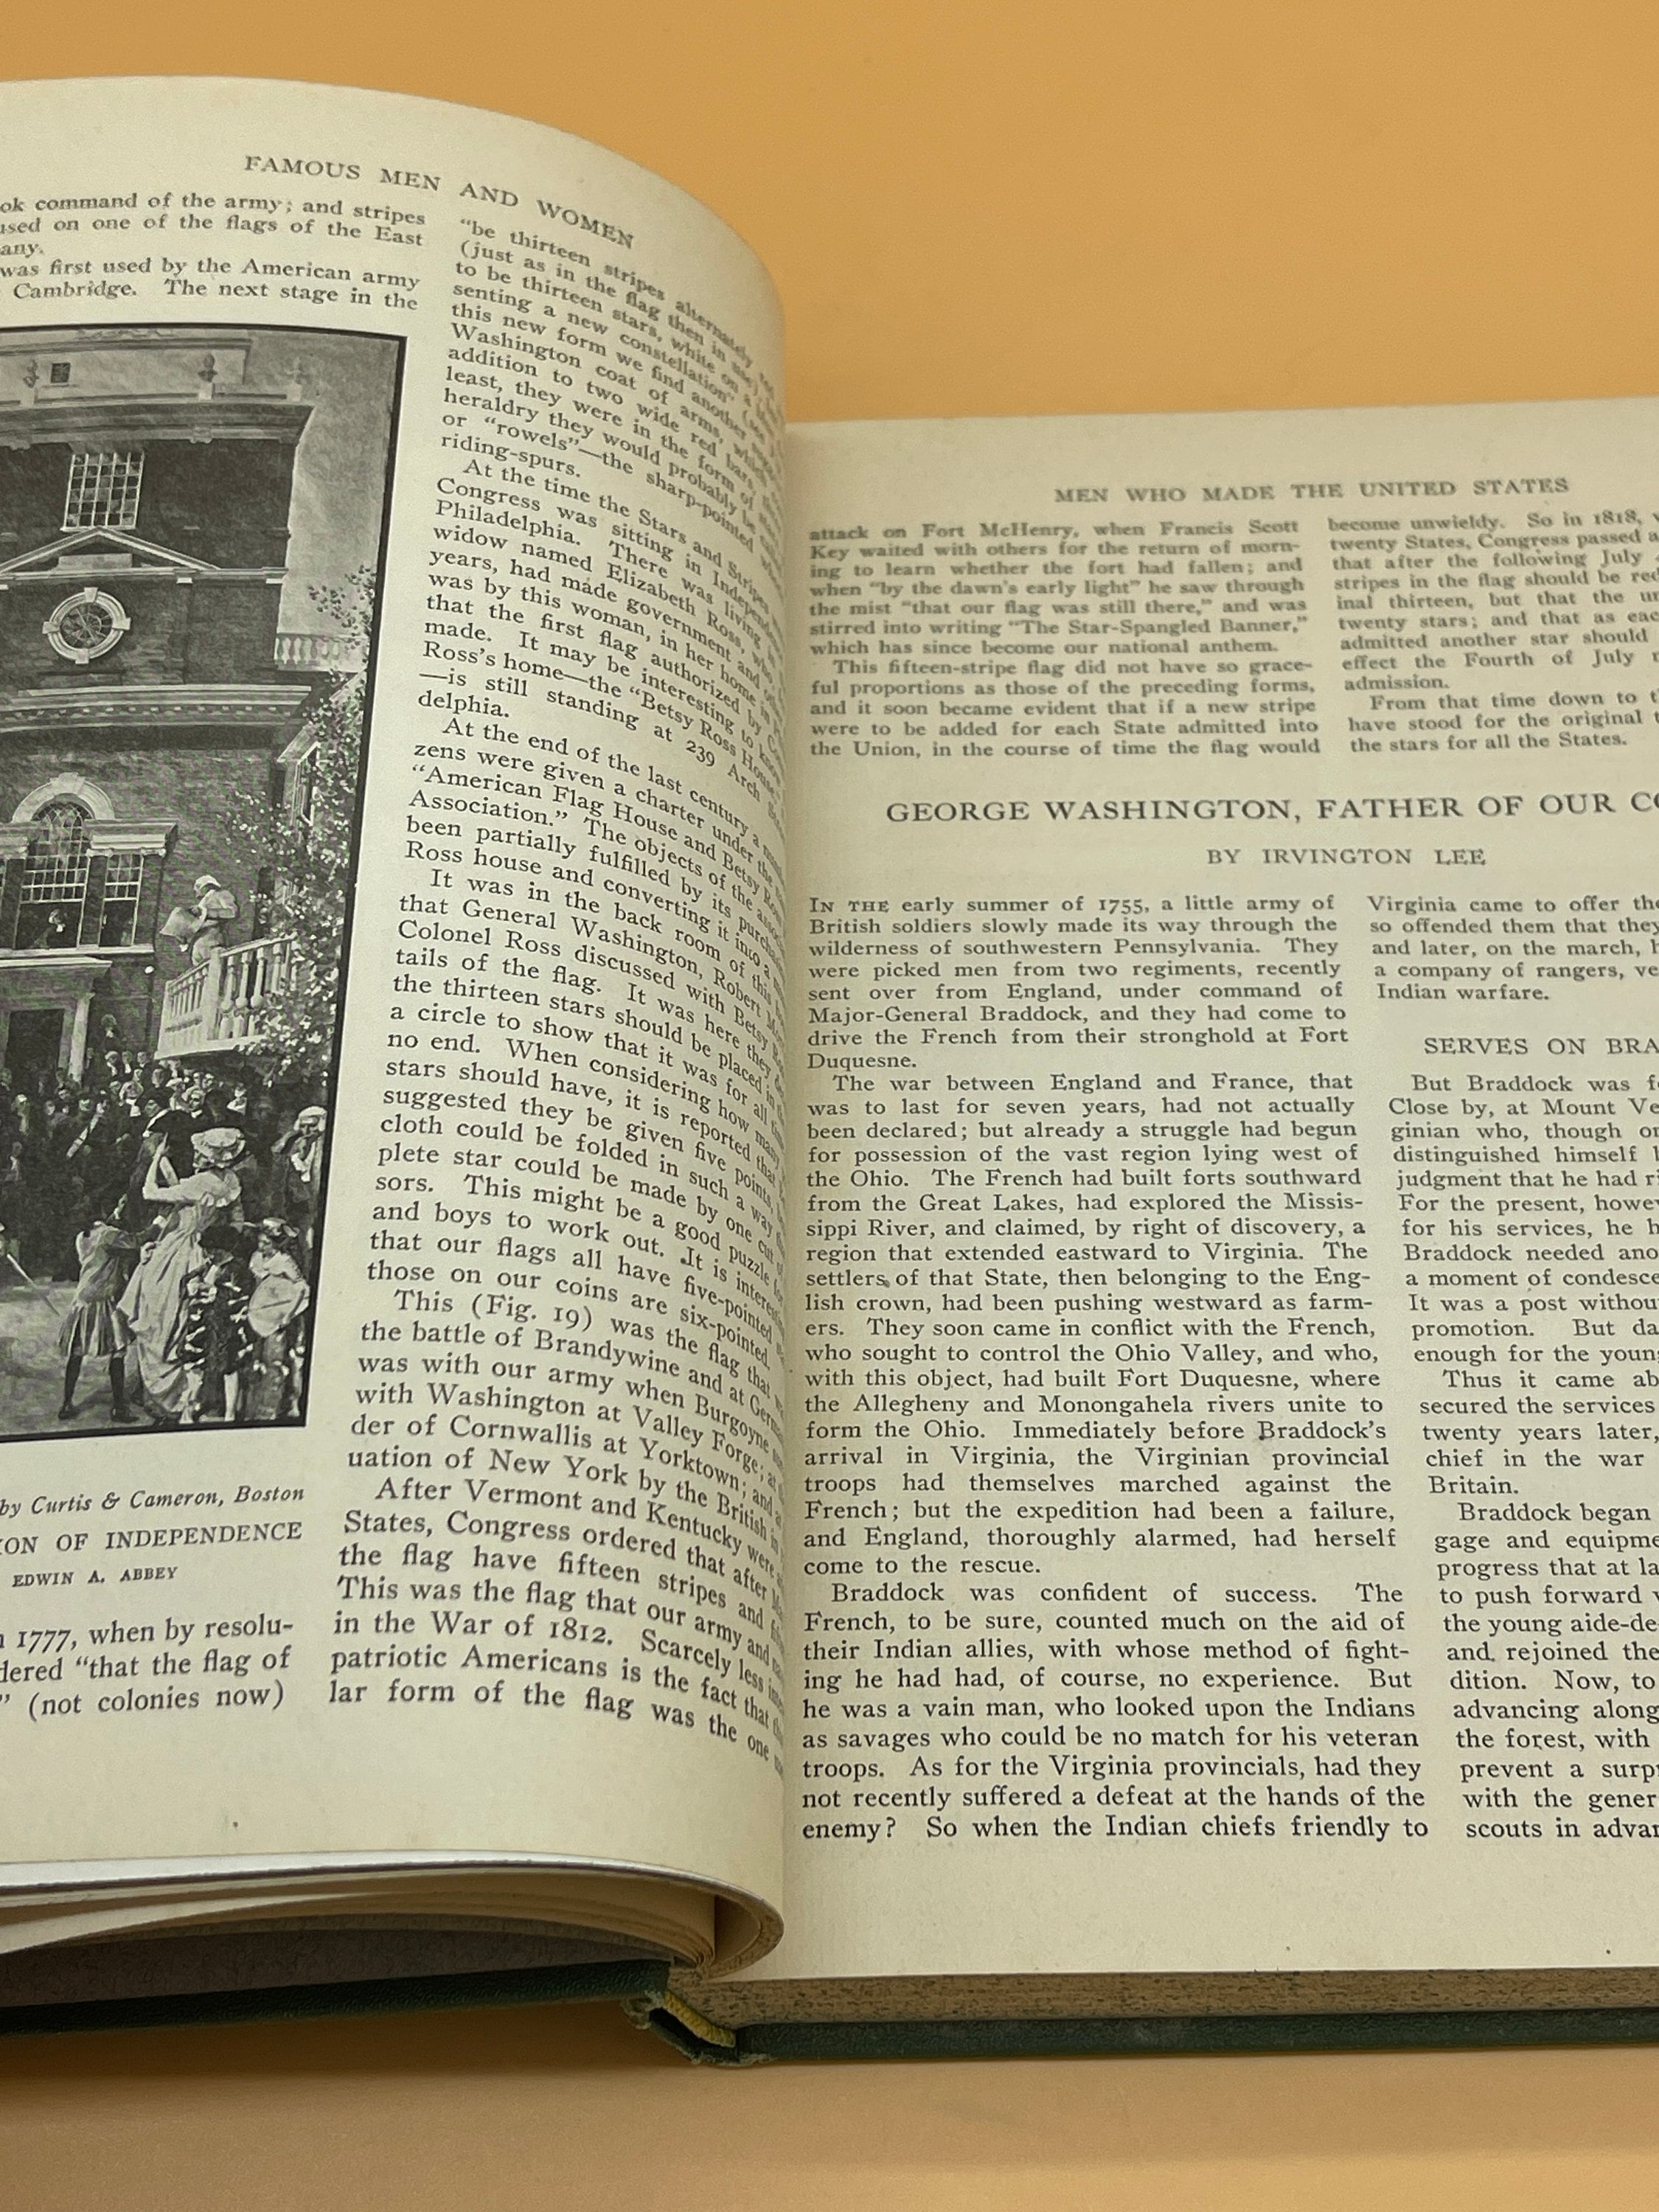 FAMOUS MEN AND WOMEN
ok command of the army; and stripes
used on one of the flags of the East
any.
was first used by the American army
Cambridge. The next stage in the
by Curtis & Cameron, Boston
ION OF INDEPENDENCE
EDWIN A. ABBEY
n 1777, when by resolu-
dered “that the flag of
” (not colonies now)
“be thirteen stripes alternately
(just as in the flag then in use),
to be thirteen stars, white on a
senting a new constellation”
this new form we find another
Washington coat of arms, which
addition to two wide red bars
least, they were in the form of
heraldry they would probably be
or “rowels”—the sharp-pointed
riding-spurs.
At the time the Stars and Stripes
Congress was sitting in
Philadelphia. There was living
widow named Elizabeth Ross, who
years, had made government and
was by this woman, in her home in
that the first flag authorized by
made. It may be interesting to know
Ross’s home—the “Betsy Ross House
—is still standing at 239 Arch
delphia.
At the end of the last century a
zens were given a charter under the
“American Flag House and Betsy Ross
Association.” The objects of the
been partially fulfilled by its
Ross house and converting it into a
It was in the back room of this
that General Washington, Robert
Colonel Ross discussed with Betsy
tails of the flag. It was here they
the thirteen stars should be placed in
a circle to show that it was for all
no end. When considering how many
stars should have, it is reported that
suggested they be given five points,
cloth could be folded in such a way
plete star could be made by one cut
sors. This might be a good puzzle
and boys to work out. It is
that our flags all have five-pointed
those on our coins are six-pointed.
This (Fig. 19) was the flag that
the battle of Brandywine and at
was with our army when Burgoyne
with Washington at Valley Forge; at
der of Cornwallis at Yorktown; and
uation of New York by the British in
After Vermont and Kentucky were
States, Congress ordered that after
the flag have fifteen stripes and
This was the flag that our army and
in the War of 1812. Scarcely less
patriotic Americans is the fact that
lar form of the flag was the one
MEN WHO MADE THE UNITED STATES
attack on Fort McHenry, when Francis Scott
Key waited with others for the return of morn-
ing to learn whether the fort had fallen; and
when “by the dawn’s early light” he saw through
the mist “that our flag was still there,” and was
stirred into writing “The Star-Spangled Banner,”
which has since become our national anthem.
This fifteen-stripe flag did not have so grace-
ful proportions as those of the preceding forms,
and it soon became evident that if a new stripe
were to be added for each State admitted into
the Union, in the course of time the flag would
become unwieldy. So in 1818,
twenty States, Congress passed a
that after the following July
stripes in the flag should be
inal thirteen, but that the
twenty stars; and that as
admitted another star should
effect the Fourth of July
admission.
From that time down to
have stood for the original
the stars for all the States.
GEORGE WASHINGTON, FATHER OF OUR CO
BY IRVINGTON LEE
IN THE early summer of 1755, a little army of
British soldiers slowly made its way through the
wilderness of southwestern Pennsylvania. They
were picked men from two regiments, recently
sent over from England, under command of
Major-General Braddock, and they had come to
drive the French from their stronghold at Fort
Duquesne.
The war between England and France, that
was to last for seven years, had not actually
been declared; but already a struggle had begun
for possession of the vast region lying west of
the Ohio. The French had built forts southward
from the Great Lakes, had explored the Missis-
sippi River, and claimed, by right of discovery, a
region that extended eastward to Virginia. The
settlers of that State, then belonging to the Eng-
lish crown, had been pushing westward as farm-
ers. They soon came in conflict with the French,
who sought to control the Ohio Valley, and who,
with this object, had built Fort Duquesne, where
the Allegheny and Monongahela rivers unite to
form the Ohio. Immediately before Braddock’s
arrival in Virginia, the Virginian provincial
troops had themselves marched against the
French; but the expedition had been a failure,
and England, thoroughly alarmed, had herself
come to the rescue.
Braddock was confident of success. The
French, to be sure, counted much on the aid of
their Indian allies, with whose method of fight-
ing he had had, of course, no experience. But
he was a vain man, who looked upon the Indians
as savages who could be no match for his veteran
troops. As for the Virginia provincials, had they
not recently suffered a defeat at the hands of the
enemy? So when the Indian chiefs friendly to
Virginia came to offer the
so offended them that they
and later, on the march,
a company of rangers,
Indian warfare.
SERVES ON BRA
But Braddock was
Close by, at Mount Ve
ginian who, though
distinguished himself
judgment that he had
For the present, howe
for his services, he
Braddock needed ano
a moment of condesce
It was a post withou
promotion. But da
enough for the youn
Thus it came ab
secured the services
twenty years later,
chief in the war
Britain.
Braddock began
gage and equipme
progress that at la
to push forward
the young aide-de-
and rejoined the
dition. Now, to
advancing along
the forest, with
prevent a surp
with the gener
scouts in advan